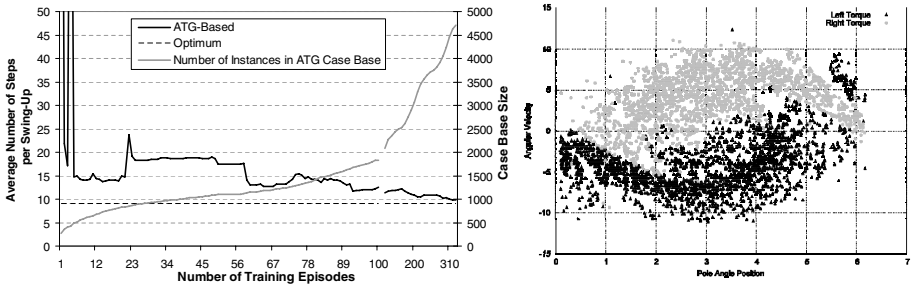 Average Number of Steps
per Swing-Up
50
45
40
35
30
25
20
15
10
5
0
ATG-Based
Optimum
Number of Instances in ATG Case Base
5000
4500
4000
3500
3000
2500
2000
1500
1000
500
0
Case Base Size
1 12 23 34 45 56 67 78 89 100 200 310
Number of Training Episodes
Angular Velocity
15
10
5
0
-5
-10
-15
Left Torque
Right Torque
0 1 2 3 4 5 6 7
Pole Angle Position